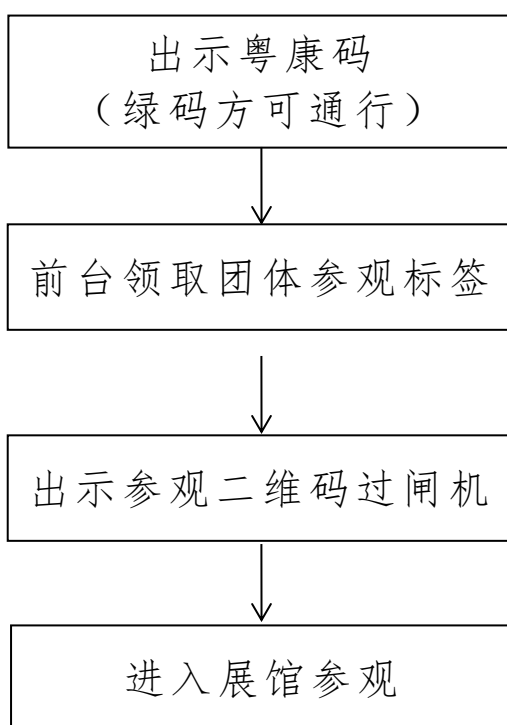 出示粤康码
（绿码方可通行）
前台领取团体参观标签
出示参观二维码过闸机
进入展馆参观